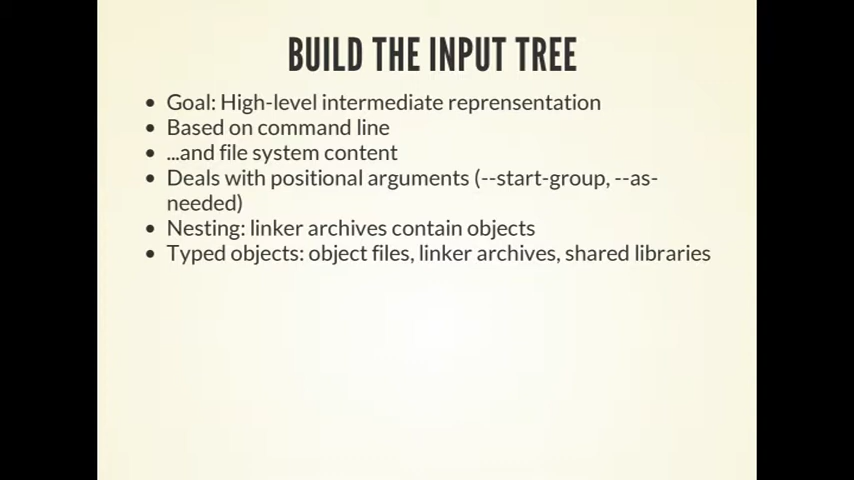 BUILD THE INPUT TREE
• Goal: High-level intermediate reprensentation
• Based on command line
• ...and file system content
• Deals with positional arguments (--start-group, --as-
needed)
• Nesting: linker archives contain objects
• Typed objects: object files, linker archives, shared libraries